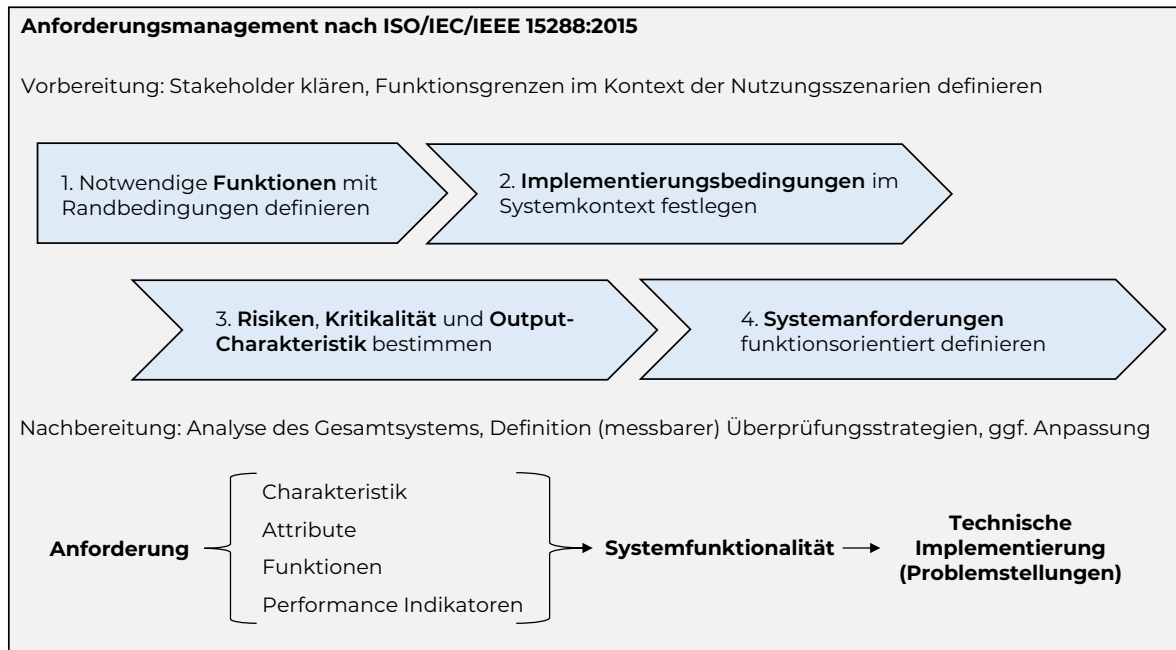 Anforderungsmanagement nach ISO/IEC/IEEE 15288:2015
Vorbereitung: Stakeholder klären, Funktionsgrenzen im Kontext der Nutzungsszenarien definieren
1. Notwendige Funktionen mit
Randbedingungen definieren
2. Implementierungsbedingungen im
Systemkontext festlegen
3. Risiken, Kritikalität und Output-
Charakteristik bestimmen
4. Systemanforderungen
funktionsorientiert definieren
Nachbereitung: Analyse des Gesamtsystems, Definition (messbarer) Überprüfungsstrategien, ggf. Anpassung
Anforderung
Charakteristik
Attribute
Funktionen
Performance Indikatoren
Systemfunktionalität
Technische
Implementierung
(Problemstellungen)